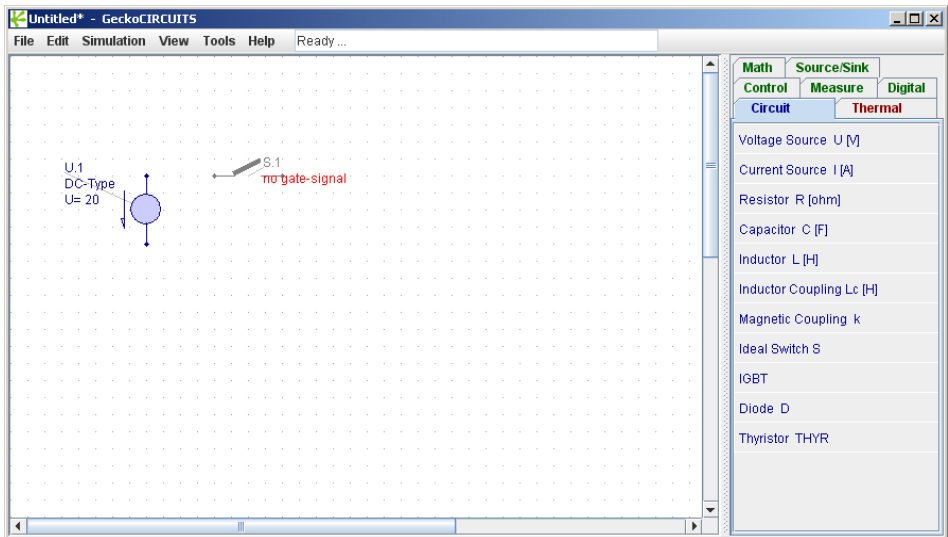 Untitled* - GeckoCIRCUITS
File Edit Simulation View Tools Help Ready ...
Math Source/Sink
Control Measure Digital
Circuit Thermal
Voltage Source U [V]
Current Source I [A]
Resistor R [ohm]
Capacitor C [F]
Inductor L [H]
Inductor Coupling Lc [H]
Magnetic Coupling k
Ideal Switch S
IGBT
Diode D
Thyristor THYR
U.1
DC-Type
U= 20
S.1
no gate-signal